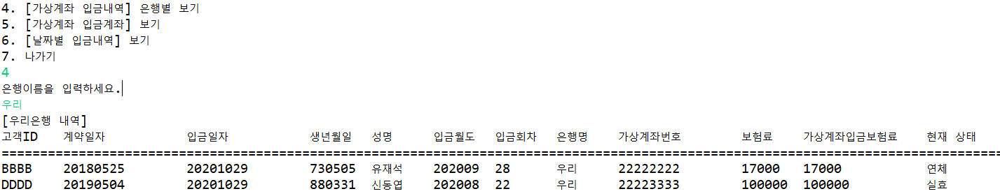 4. [가상계좌 입금내역] 은행별 보기
5. [가상계좌 입금계좌] 보기
6. [날짜별 입금내역] 보기
7. 나가기
4
은행이름을 입력하세요.
우리
[우리은행 내역]
고객ID 계약일자 입금일자 생년월일 성명 입금월도 입금회차 은행명 가상계좌번호 보험료 가상계좌입금보험료 현재 상태
================================================================================================================================
BBBB 20180525 20201029 730505 유재석 202009 28 우리 22222222 17000 17000 연체
DDDD 20190504 20201029 880331 신동엽 202008 22 우리 22223333 100000 100000 실효